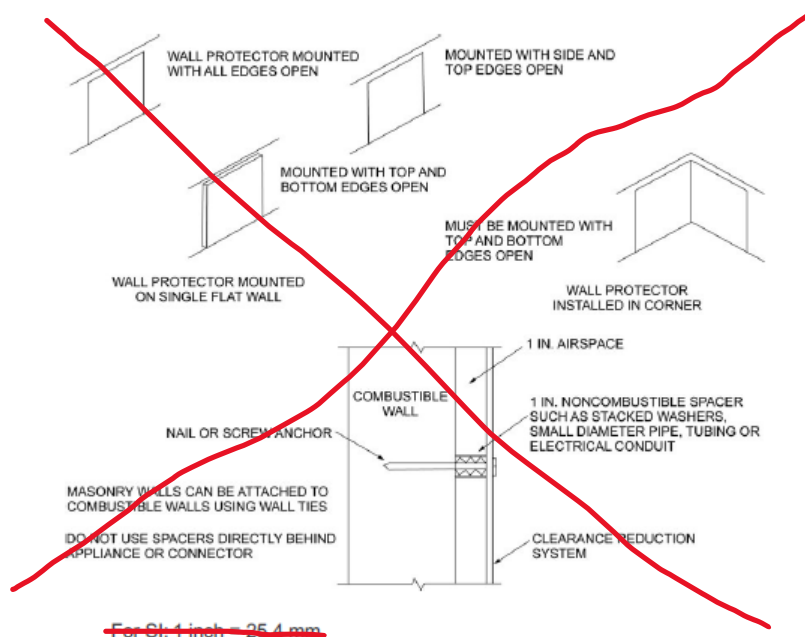 WALL PROTECTOR MOUNTED
WITH ALL EDGES OPEN
MOUNTED WITH SIDE AND
TOP EDGES OPEN
MOUNTED WITH TOP AND
BOTTOM EDGES OPEN
MUST BE MOUNTED WITH
TOP AND BOTTOM
EDGES OPEN
WALL PROTECTOR MOUNTED
ON SINGLE FLAT WALL
WALL PROTECTOR
INSTALLED IN CORNER
1 IN. AIRSPACE
COMBUSTIBLE
WALL
1 IN. NONCOMBUSTIBLE SPACER
SUCH AS STACKED WASHERS,
SMALL DIAMETER PIPE, TUBING OR
ELECTRICAL CONDUIT
NAIL OR SCREW ANCHOR
MASONRY WALLS CAN BE ATTACHED TO
COMBUSTIBLE WALLS USING WALL TIES
DO NOT USE SPACERS DIRECTLY BEHIND
APPLIANCE OR CONNECTOR
CLEARANCE REDUCTION
SYSTEM
For SI: 1 inch = 25.4 mm